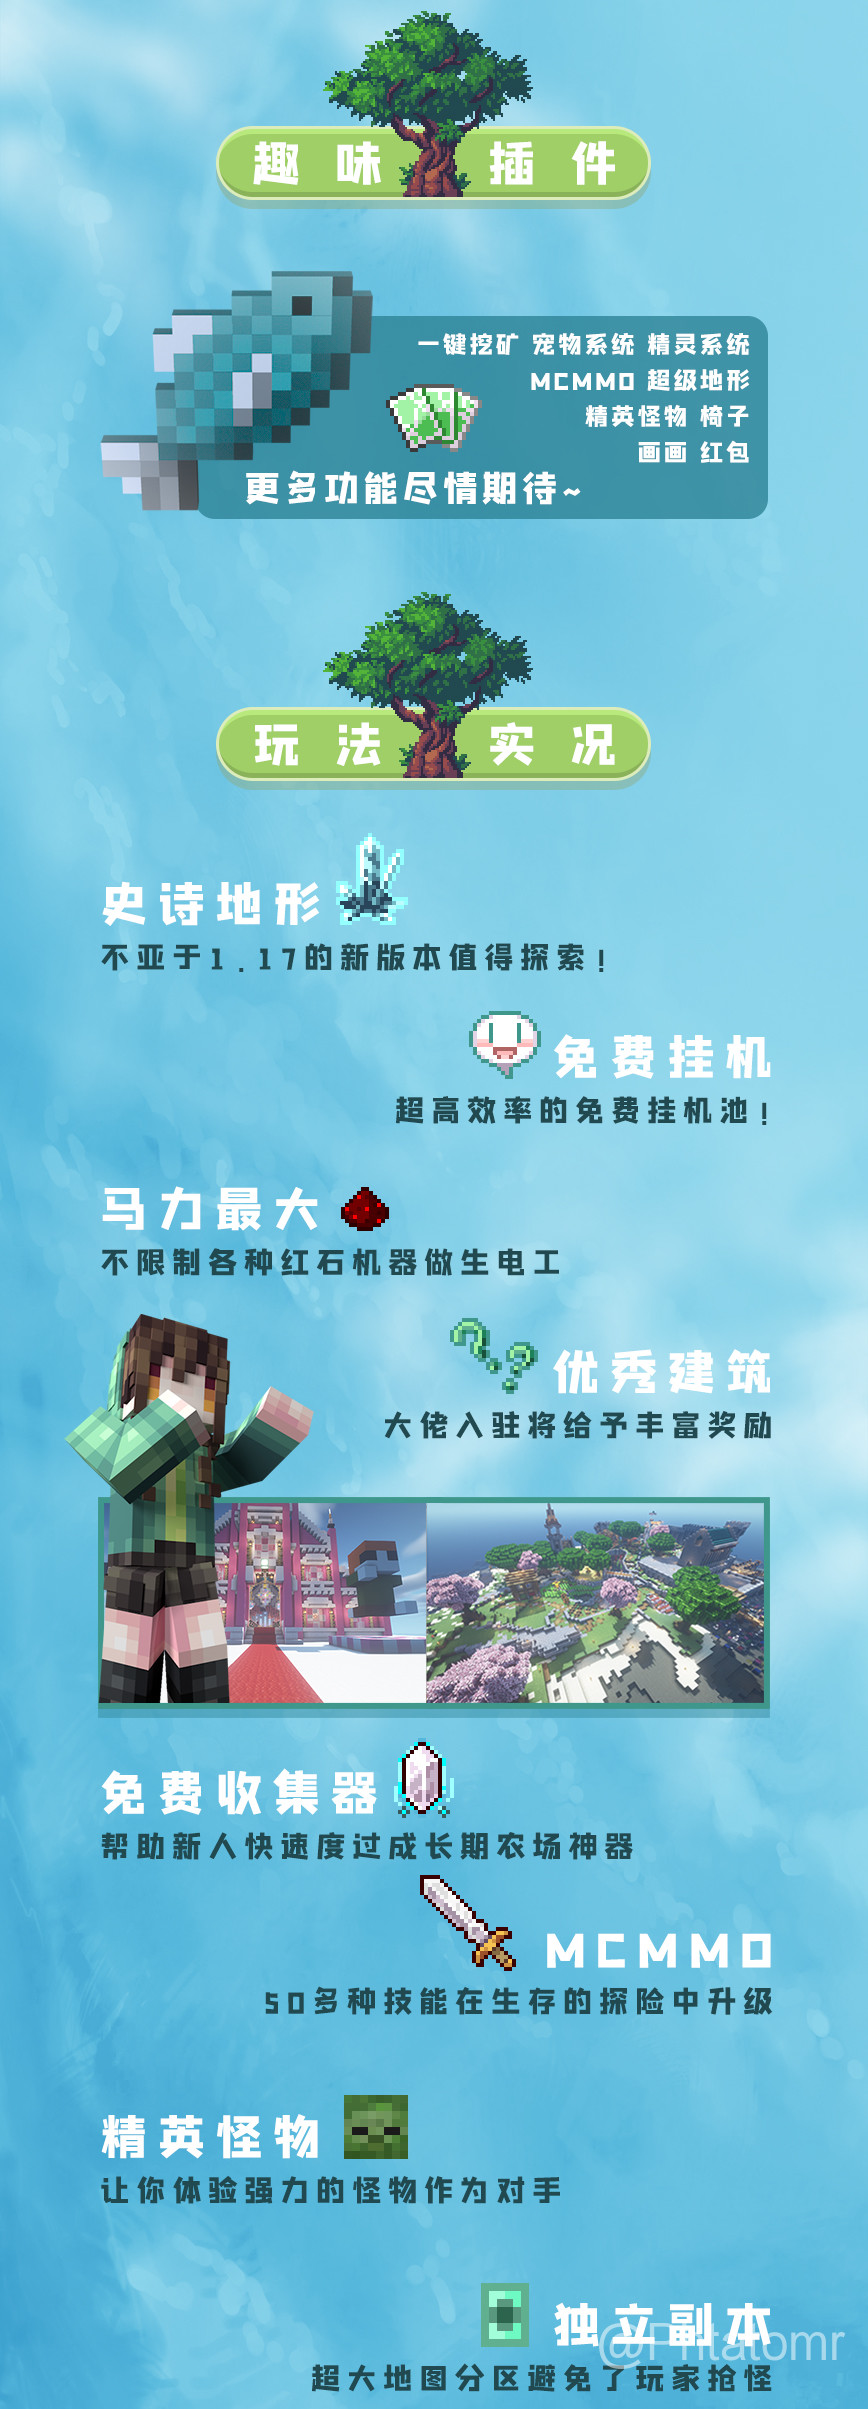 趣味插件
一键挖矿 宠物系统 精灵系统
MCMMO 超级地形
精英怪物 椅子
画画 红包
更多功能尽情期待~
玩法实况
史诗地形
不亚于1.17的新版本值得探索!
免费挂机
超高效率的免费挂机池!
马力最大
不限制各种红石机器做生电工
优秀建筑
大佬入驻将给予丰富奖励
免费收集器
帮助新人快速度过成长期农场神器
MCMMO
50多种技能在生存的探险中升级
精英怪物
让你体验强力的怪物作为对手
独立副本
@Phtatomr
超大地图分区避免了玩家抢怪